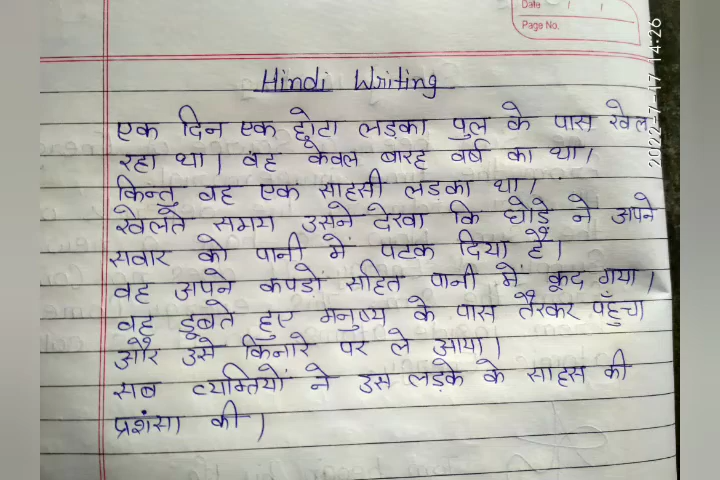 Date / /
Page No.
2022-7-17 14:26
Hindi Writing
एक दिन एक छोटा लड़का पुल के पास खेल
रहा था। वह केवल बारह वर्ष का था।
किन्तु वह एक साहसी लड़का था।
खेलते समय उसने देखा कि घोड़े ने अपने
सवार को पानी में पटक दिया है।
वह अपने कपड़ों सहित पानी में कूद गया।
वह डूबते हुए मनुष्य के पास तैरकर पहुँचा
और उसे किनारे पर ले आया।
सब व्यक्तियों ने उस लड़के के साहस की
प्रशंसा की।